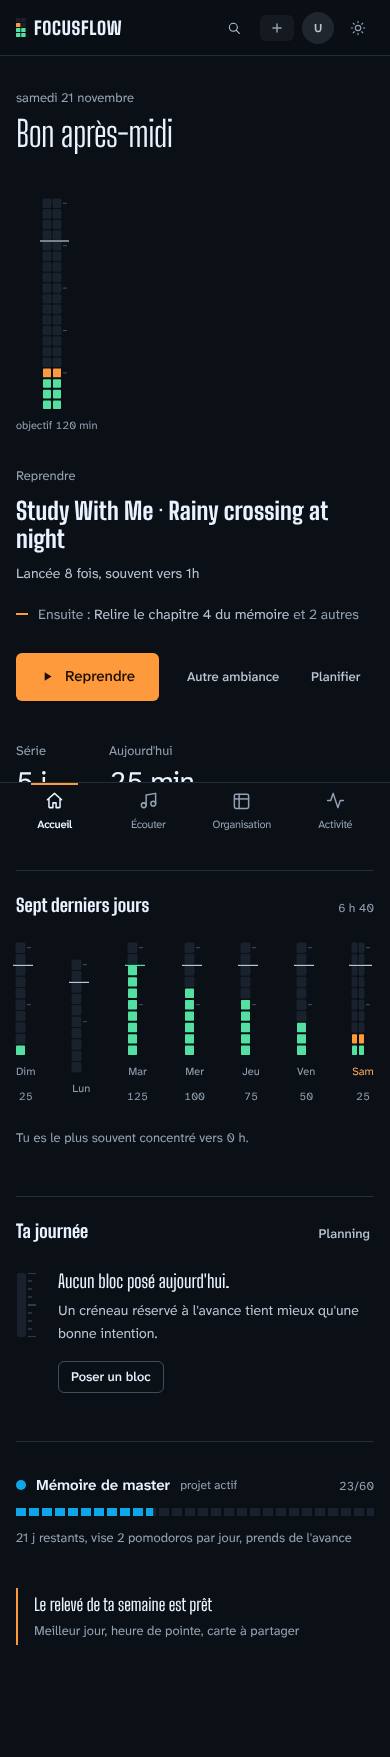 FOCUSFLOW
U
samedi 21 novembre
Bon après-midi
objectif 120 min
Reprendre
Study With Me · Rainy crossing at
night
Lancée 8 fois, souvent vers 1h
Ensuite : Relire le chapitre 4 du mémoire et 2 autres
Reprendre Autre ambiance Planifier
Série Aujourd'hui
5 j 25 min
Accueil Écouter Organisation Activité
Sept derniers jours 6 h 40
Dim Lun Mar Mer Jeu Ven Sam
25 125 100 75 50 25
Tu es le plus souvent concentré vers 0 h.
Ta journée Planning
Aucun bloc posé aujourd'hui.
Un créneau réservé à l'avance tient mieux qu'une
bonne intention.
Poser un bloc
Mémoire de master projet actif 23/60
21 j restants, vise 2 pomodoros par jour, prends de l'avance
Le relevé de ta semaine est prêt
Meilleur jour, heure de pointe, carte à partager